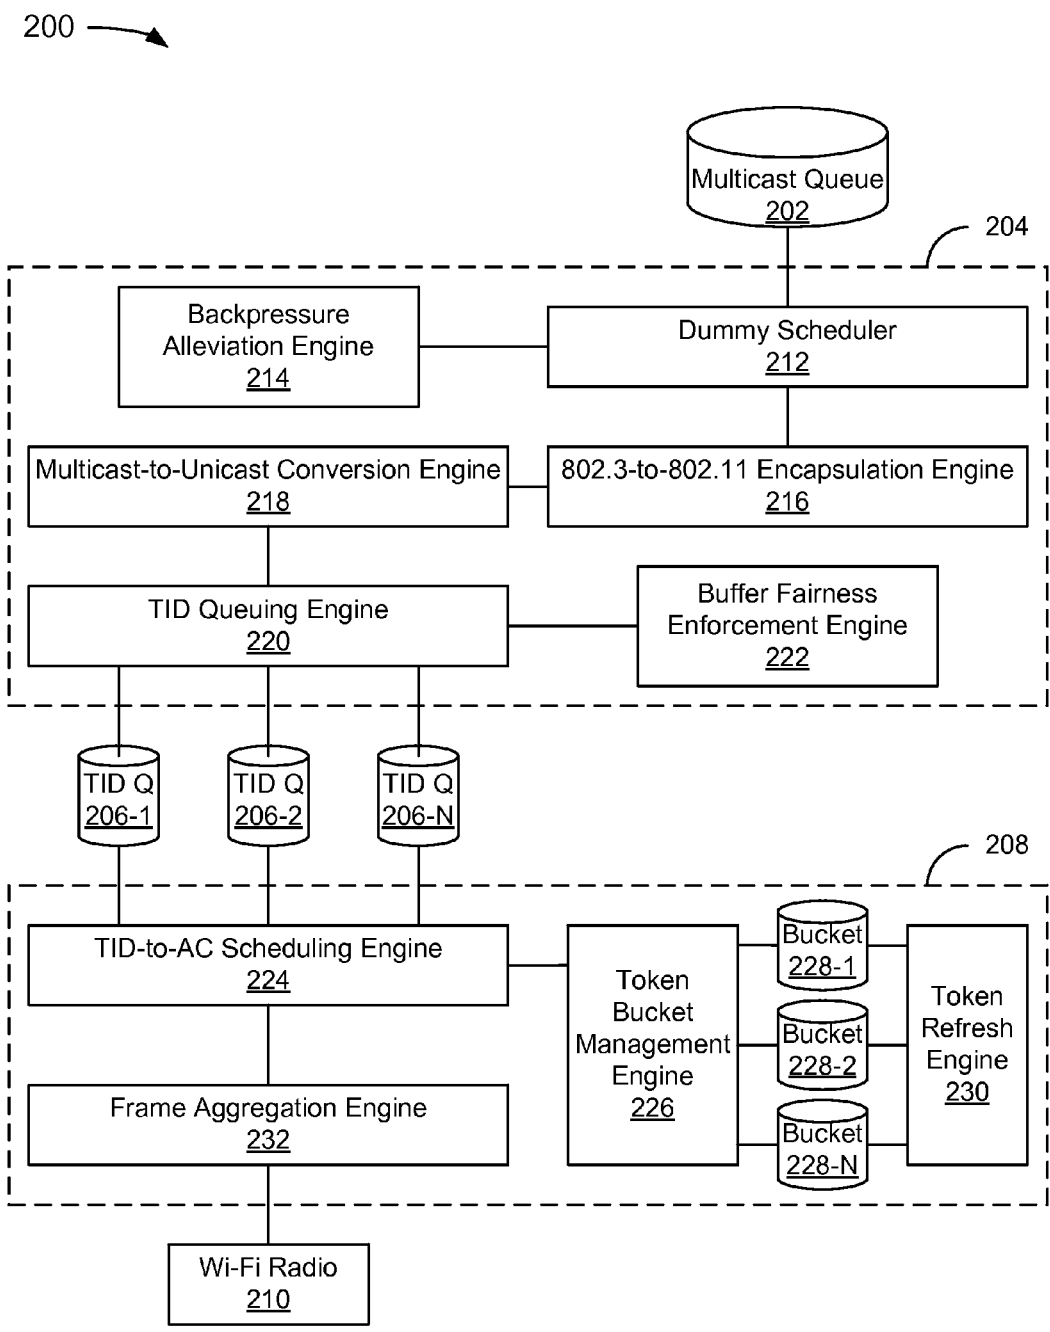 200
Multicast Queue
202
204
Backpressure
Alleviation Engine
214
Dummy Scheduler
212
Multicast-to-Unicast Conversion Engine
218
802.3-to-802.11 Encapsulation Engine
216
TID Queuing Engine
220
Buffer Fairness
Enforcement Engine
222
TID Q
206-1
TID Q
206-2
TID Q
206-N
208
TID-to-AC Scheduling Engine
224
Token
Bucket
Management
Engine
226
Bucket
228-1
Bucket
228-2
Bucket
228-N
Token
Refresh
Engine
230
Frame Aggregation Engine
232
Wi-Fi Radio
210